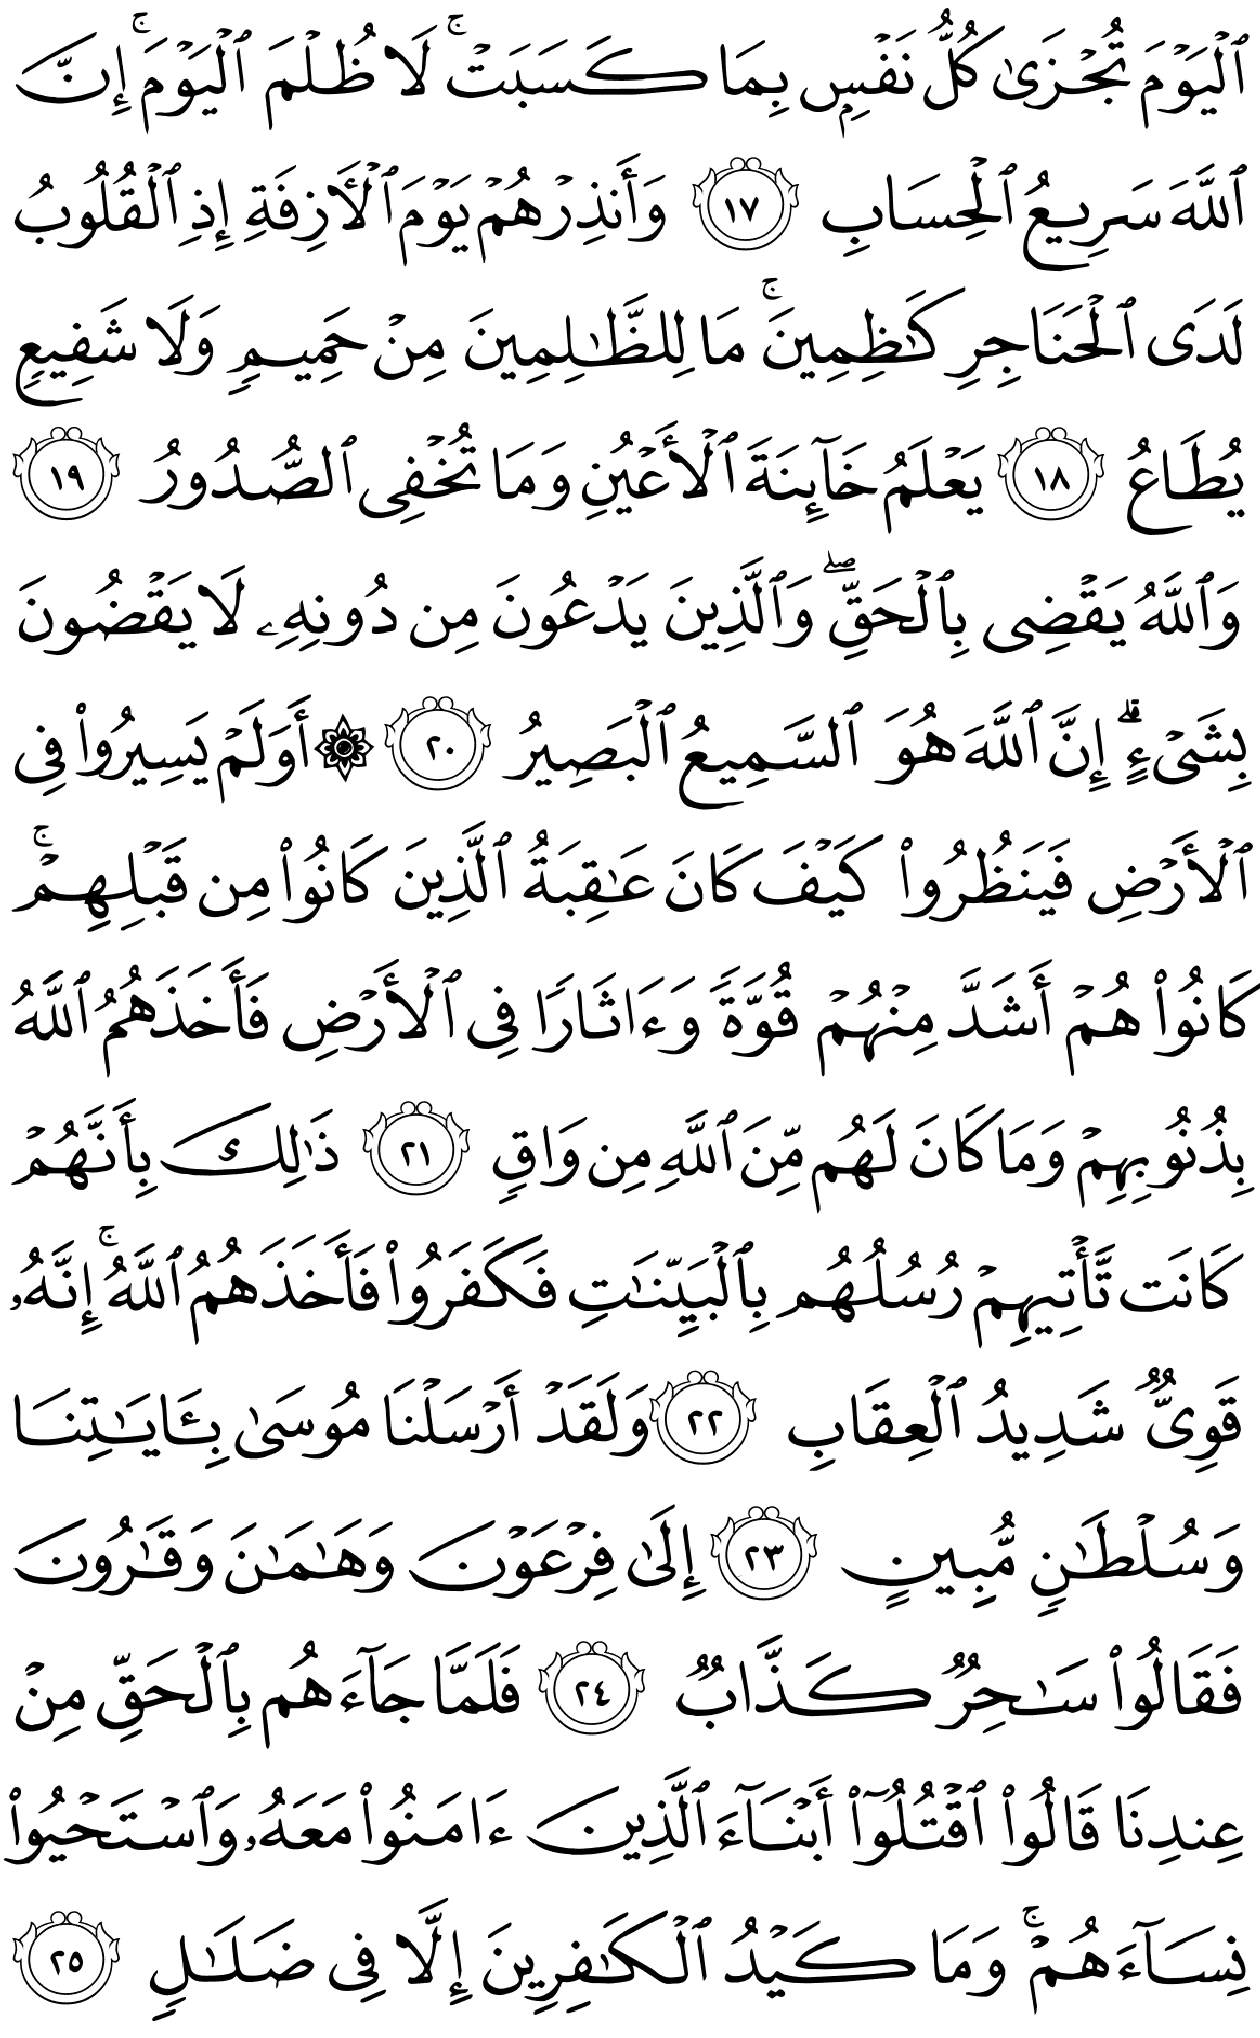 ٱلۡيَوۡمَ تُجۡزَىٰ كُلُّ نَفۡسِۭ بِمَا كَسَبَتۡۚ لَا ظُلۡمَ ٱلۡيَوۡمَۚ إِنَّ
ٱللَّهَ سَرِيعُ ٱلۡحِسَابِ ١٧ وَأَنذِرۡهُمۡ يَوۡمَ ٱلۡأٓزِفَةِ إِذِ ٱلۡقُلُوبُ
لَدَى ٱلۡحَنَاجِرِ كَٰظِمِينَۚ مَا لِلظَّٰلِمِينَ مِنۡ حَمِيمٖ وَلَا شَفِيعٖ
يُطَاعُ ١٨ يَعۡلَمُ خَآئِنَةَ ٱلۡأَعۡيُنِ وَمَا تُخۡفِي ٱلصُّدُورُ ١٩
وَٱللَّهُ يَقۡضِي بِٱلۡحَقِّۖ وَٱلَّذِينَ يَدۡعُونَ مِن دُونِهِۦ لَا يَقۡضُونَ
بِشَيۡءٍۗ إِنَّ ٱللَّهَ هُوَ ٱلسَّمِيعُ ٱلۡبَصِيرُ ٢٠ ۞ أَوَلَمۡ يَسِيرُواْ فِي
ٱلۡأَرۡضِ فَيَنظُرُواْ كَيۡفَ كَانَ عَٰقِبَةُ ٱلَّذِينَ كَانُواْ مِن قَبۡلِهِمۡۚ
كَانُواْ هُمۡ أَشَدَّ مِنۡهُمۡ قُوَّةٗ وَءَاثَارٗا فِي ٱلۡأَرۡضِ فَأَخَذَهُمُ ٱللَّهُ
بِذُنُوبِهِمۡ وَمَا كَانَ لَهُم مِّنَ ٱللَّهِ مِن وَاقٖ ٢١ ذَٰلِكَ بِأَنَّهُمۡ
كَانَت تَّأۡتِيهِمۡ رُسُلُهُم بِٱلۡبَيِّنَٰتِ فَكَفَرُواْ فَأَخَذَهُمُ ٱللَّهُۚ إِنَّهُۥ
قَوِيّٞ شَدِيدُ ٱلۡعِقَابِ ٢٢ وَلَقَدۡ أَرۡسَلۡنَا مُوسَىٰ بِـَٔايَٰتِنَا
وَسُلۡطَٰنٖ مُّبِينٍ ٢٣ إِلَىٰ فِرۡعَوۡنَ وَهَٰمَٰنَ وَقَٰرُونَ
فَقَالُواْ سَٰحِرٞ كَذَّابٞ ٢٤ فَلَمَّا جَآءَهُم بِٱلۡحَقِّ مِنۡ
عِندِنَا قَالُواْ ٱقۡتُلُوٓاْ أَبۡنَآءَ ٱلَّذِينَ ءَامَنُواْ مَعَهُۥ وَٱسۡتَحۡيُواْ
نِسَآءَهُمۡۚ وَمَا كَيۡدُ ٱلۡكَٰفِرِينَ إِلَّا فِي ضَلَٰلٖ ٢٥